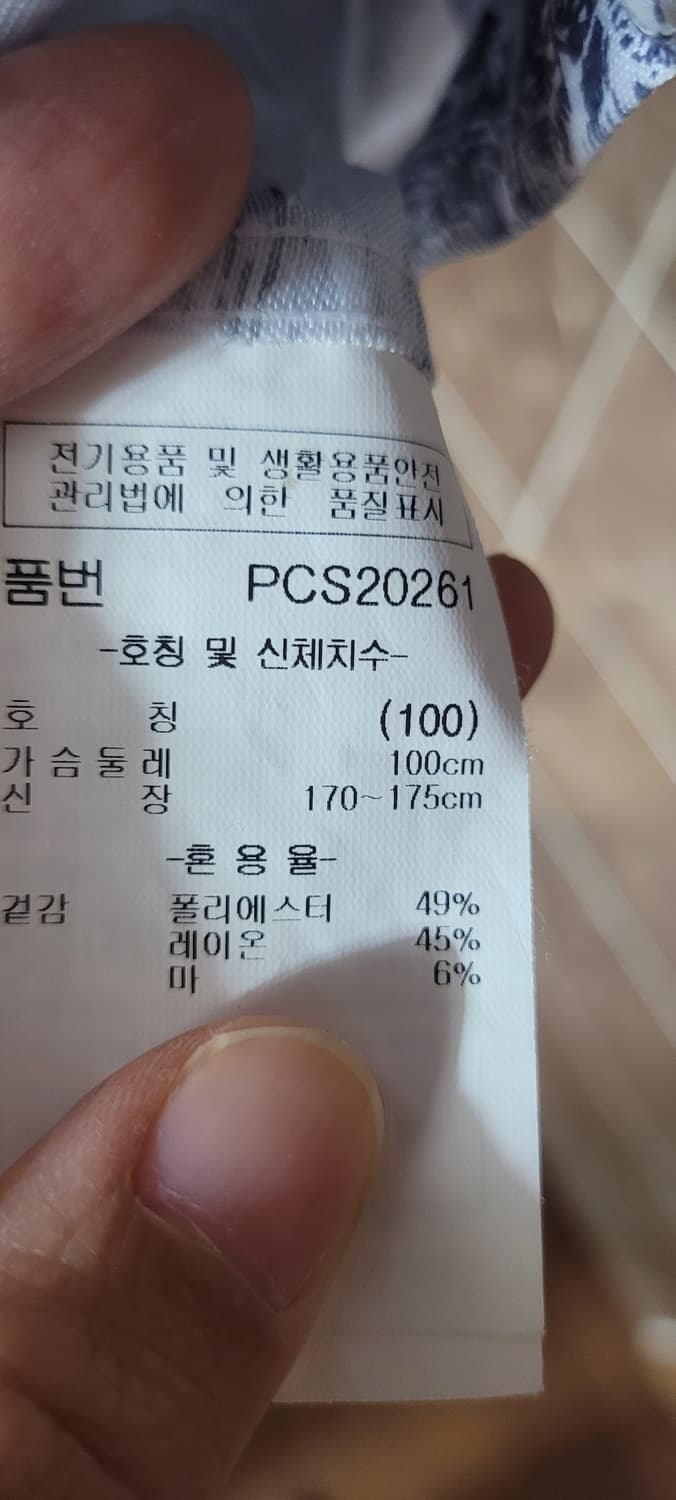 전기용품 및 생활용품안전
관리법에 의한 품질표시
품번 PCS20261
-호칭 및 신체치수-
호 칭 (100)
가 슴 둘 레 100cm
신 장 170~175cm
-혼 용 율-
겉감 폴리에스터 49%
레이온 45%
마 6%